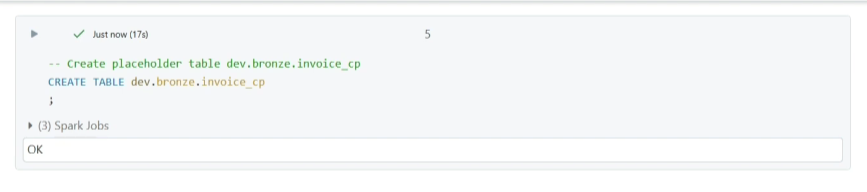 Just now (17s)
5
-- Create placeholder table dev.bronze.invoice_cp
CREATE TABLE dev.bronze.invoice_cp
;
(3) Spark Jobs
OK